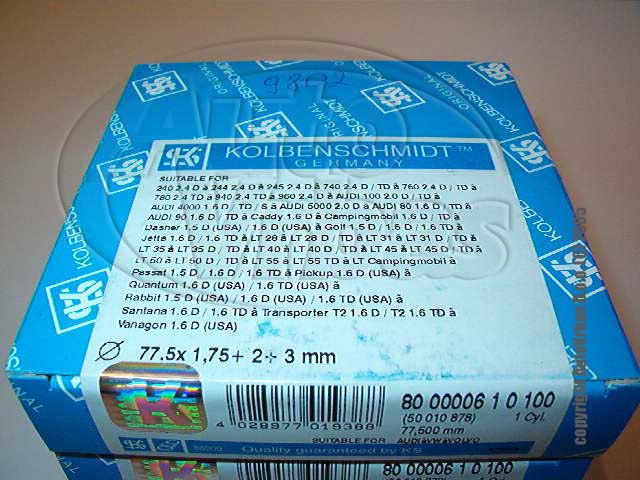 9802
KOLBENSCHMIDT ORIGINAL
KOLBENSCHMIDT™
GERMANY
SUITABLE FOR
240 2.4 D à 244 2.4 D à 245 2.4 D à 740 2.4 D / TD à 760 2.4 D / TD à
780 2.4 TD à 940 2.4 TD à 960 2.4 D à AUDI 100 2.0 D / TD à
AUDI 4000 1.6 D / TD / S à AUDI 5000 2.0 D à AUDI 80 1.6 D / TD à
AUDI 90 1.6 D / TD à Caddy 1.6 D à Campingmobil 1.6 D / TD à
Dasher 1.5 D (USA) / 1.6 D (USA) à Golf 1.5 D / 1.6 D / 1.6 TD à
Jetta 1.6 D / 1.6 TD à LT 28 à LT 28 D / TD à LT 31 à LT 31 D / TD à
LT 35 à LT 35 D / TD à LT 40 à LT 40 D / TD à LT 45 à LT 45 D / TD à
LT 50 à LT 50 D / TD à LT 55 à LT 55 TD à LT Campingmobil à
Passat 1.5 D / 1.6 D / 1.6 TD à Pickup 1.6 D (USA) à
Quantum 1.6 D (USA) / 1.6 TD (USA) à
Rabbit 1.5 D (USA) / 1.6 D (USA) / 1.6 TD (USA) à
Santana 1.6 D / 1.6 TD à Transporter T2 1.6 D / T2 1.6 TD à
Vanagon 1.6 D (USA)
Ø 77.5x 1,75+ 2÷ 3 mm
4 028977 019388
80 00006 1 0 100
(50 010 878) 1 Cyl.
77,500 mm
SUITABLE FOR AUDIàVWàVOLVO
Quality guaranteed by KS
80 00006 1 0 100